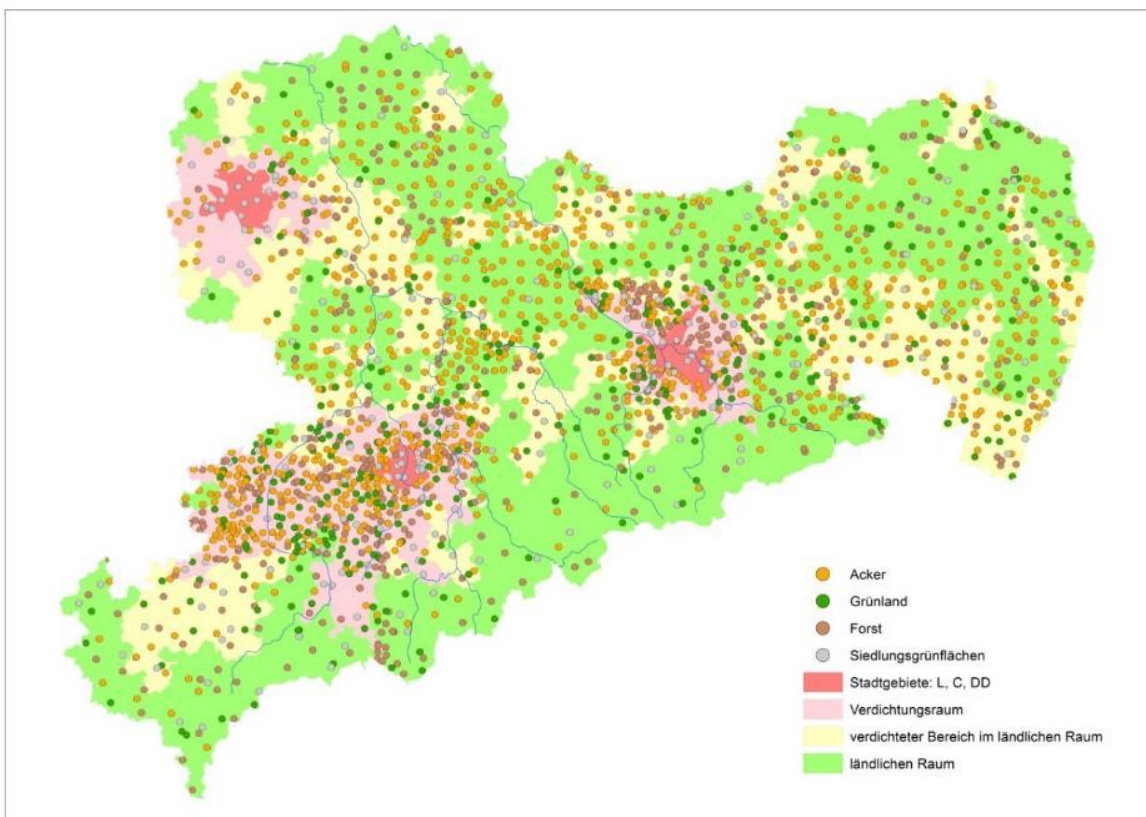 Acker
Grünland
Forst
Siedlungsgrünflächen
Stadtgebiete: L, C, DD
Verdichtungsraum
verdichteter Bereich im ländlichen Raum
ländlichen Raum